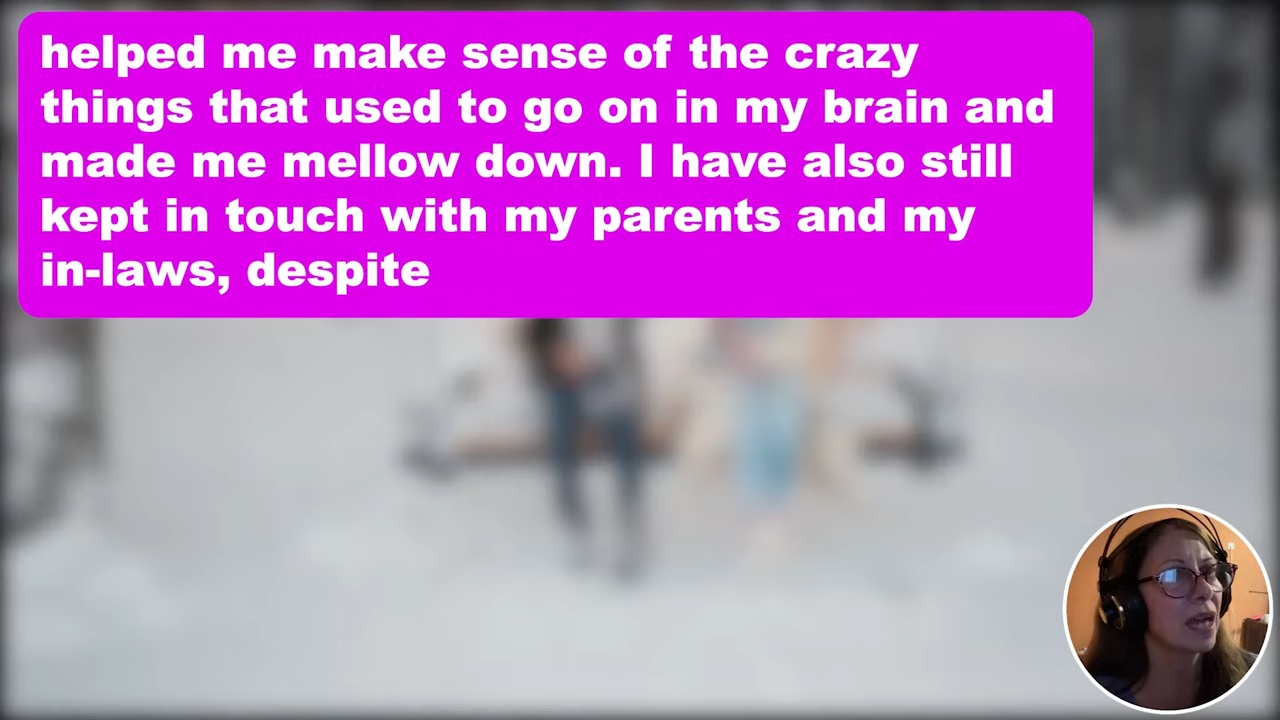 helped me make sense of the crazy
things that used to go on in my brain and
made me mellow down. I have also still
kept in touch with my parents and my
in-laws, despite